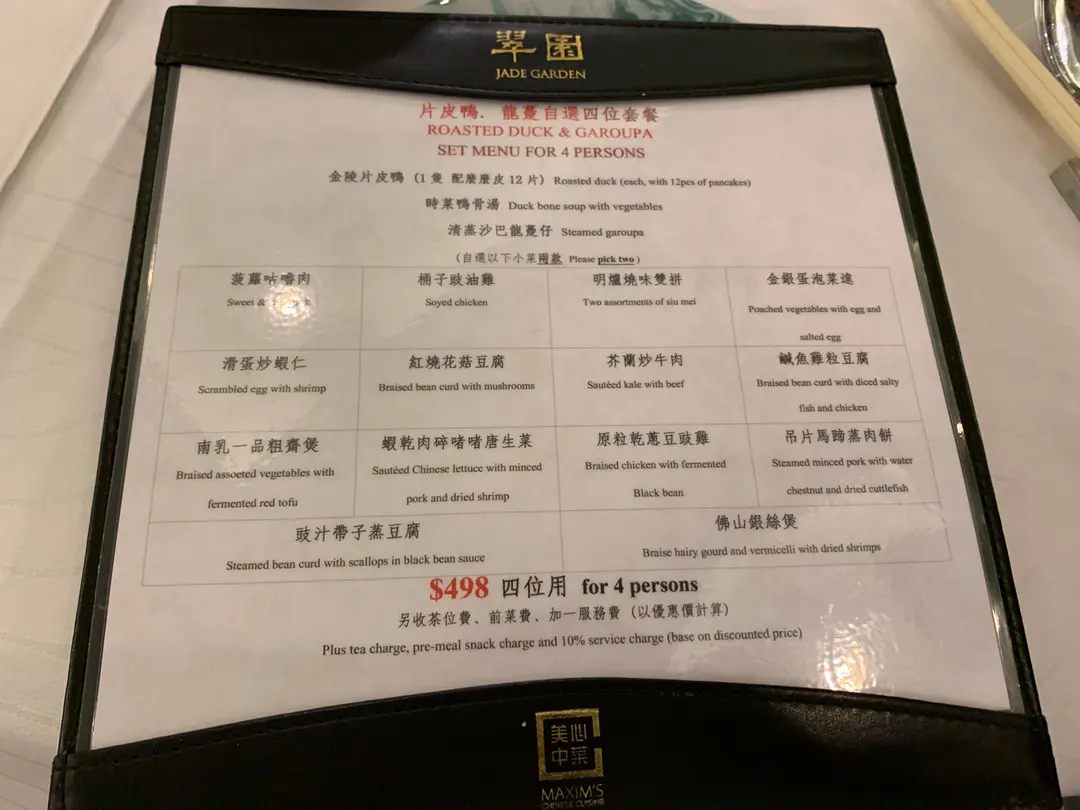 翠園
JADE GARDEN
片皮鴨．龍躉自選四位套餐
ROASTED DUCK & GAROUPA
SET MENU FOR 4 PERSONS
金陵片皮鴨 (1 隻 配麼麼皮 12 片) Roasted duck (each, with 12pcs of pancakes)
時菜鴨骨湯 Duck bone soup with vegetables
清蒸沙巴龍躉仔 Steamed garoupa
(自選以下小菜兩款 Please pick two )
菠蘿咕嚕肉
Sweet &
桶子豉油雞
Soyed chicken
明爐燒味雙拼
Two assortments of siu mei
金銀蛋泡菜遠
Poached vegetables with egg and
salted egg
滑蛋炒蝦仁
Scrambled egg with shrimp
紅燒花菇豆腐
Braised bean curd with mushrooms
芥蘭炒牛肉
Sautéed kale with beef
鹹魚雞粒豆腐
Braised bean curd with diced salty
fish and chicken
南乳一品粗齋煲
Braised assoeted vegetables with
fermented red tofu
蝦乾肉碎啫啫唐生菜
Sautéed Chinese lettuce with minced
pork and dried shrimp
原粒乾蔥豆豉雞
Braised chicken with fermented
Black bean
吊片馬蹄蒸肉餅
Steamed minced pork with water
chestnut and dried cuttlefish
豉汁帶子蒸豆腐
Steamed bean curd with scallops in black bean sauce
佛山銀絲煲
Braise hairy gourd and vermicelli with dried shrimps
$498 四位用 for 4 persons
另收茶位費、前菜費、加一服務費 (以優惠價計算)
Plus tea charge, pre-meal snack charge and 10% service charge (base on discounted price)
美心
中菜
MAXIM'S
CHINESE CUISINE